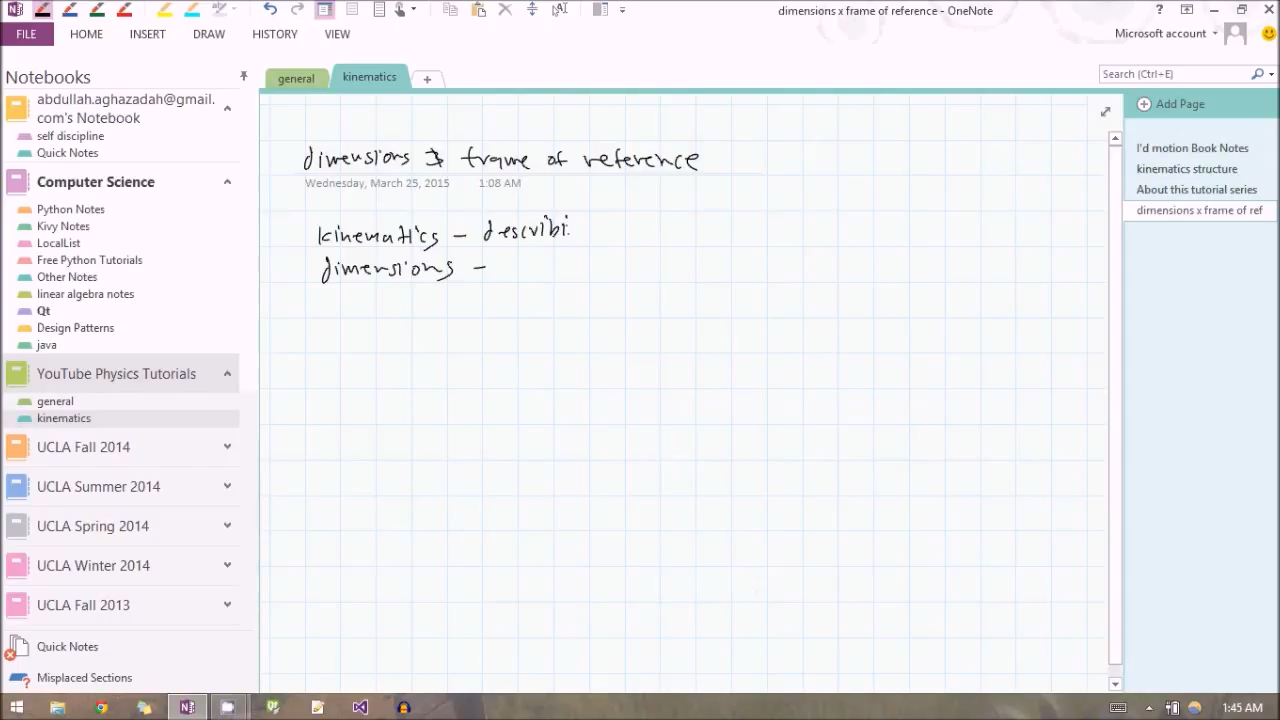 dimensions x frame of reference - OneNote
FILE
HOME
INSERT
DRAW
HISTORY
VIEW
Microsoft account
Notebooks
abdullah.aghazadah@gmail.
com's Notebook
self discipline
Quick Notes
Computer Science
Python Notes
Kivy Notes
LocalList
Free Python Tutorials
Other Notes
linear algebra notes
Qt
Design Patterns
java
YouTube Physics Tutorials
general
kinematics
UCLA Fall 2014
UCLA Summer 2014
UCLA Spring 2014
UCLA Winter 2014
UCLA Fall 2013
Quick Notes
Misplaced Sections
general
kinematics
Search (Ctrl+E)
dimensions & frame of reference
Wednesday, March 25, 2015 1:08 AM
kinematics - describi
dimensions -
Add Page
I'd motion Book Notes
kinematics structure
About this tutorial series
dimensions x frame of ref
1:45 AM